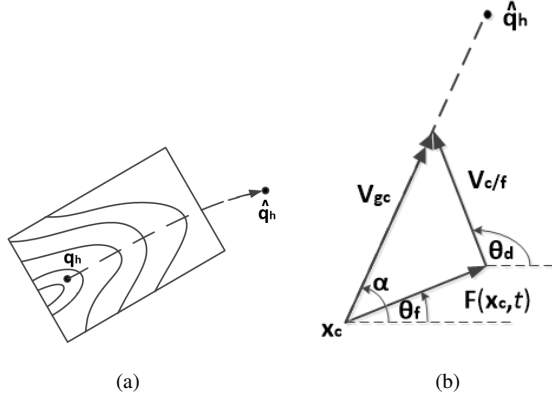 q̂h
qh
q̂h
Vgc
Vc/f
α
θd
θf
F(xc,t)
xc
(a)
(b)